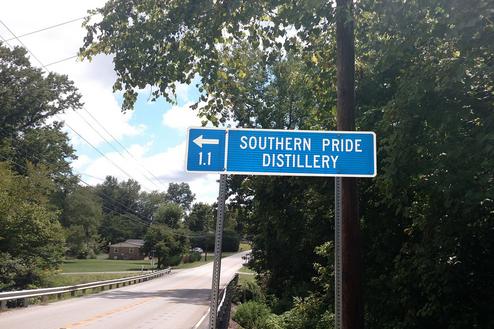 ← 1.1
SOUTHERN PRIDE
DISTILLERY